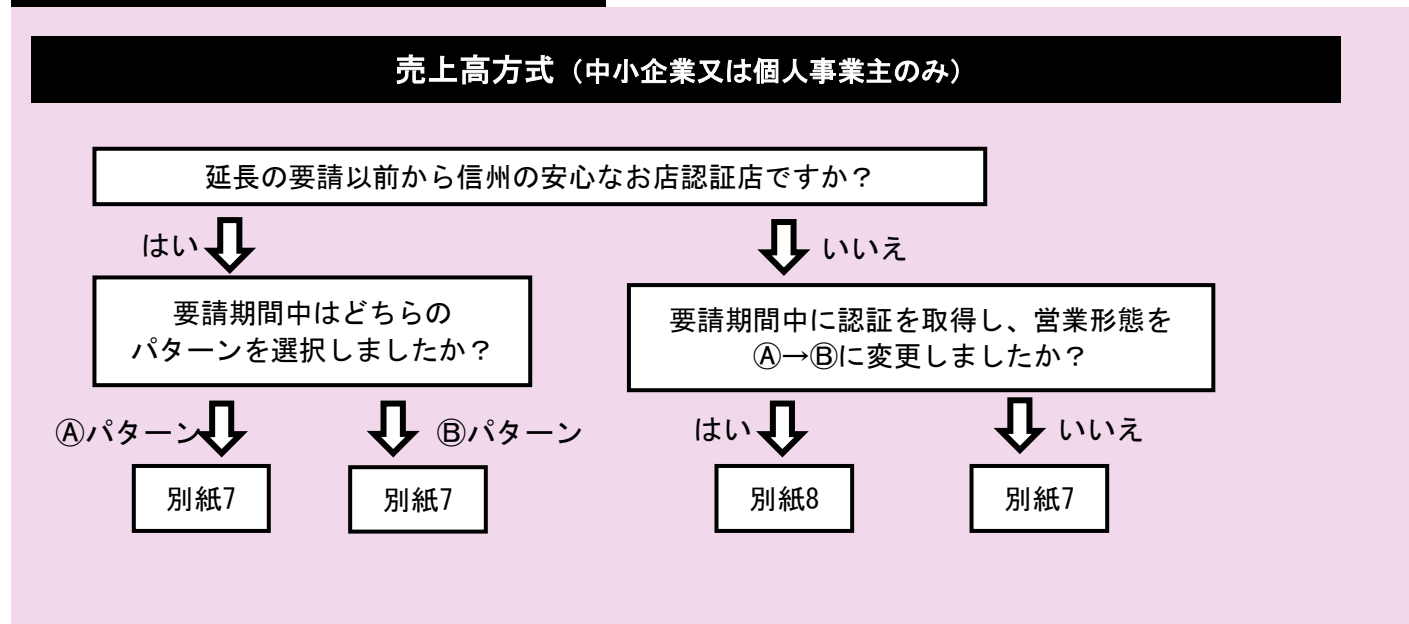 売上高方式（中小企業又は個人事業主のみ）
延長の要請以前から信州の安心なお店認証店ですか？
はい
いいえ
要請期間中はどちらの
パターンを選択しましたか？
要請期間中に認証を取得し、営業形態を
Ⓐ→Ⓑに変更しましたか？
Ⓐパターン
Ⓑパターン
はい
いいえ
別紙7
別紙7
別紙8
別紙7